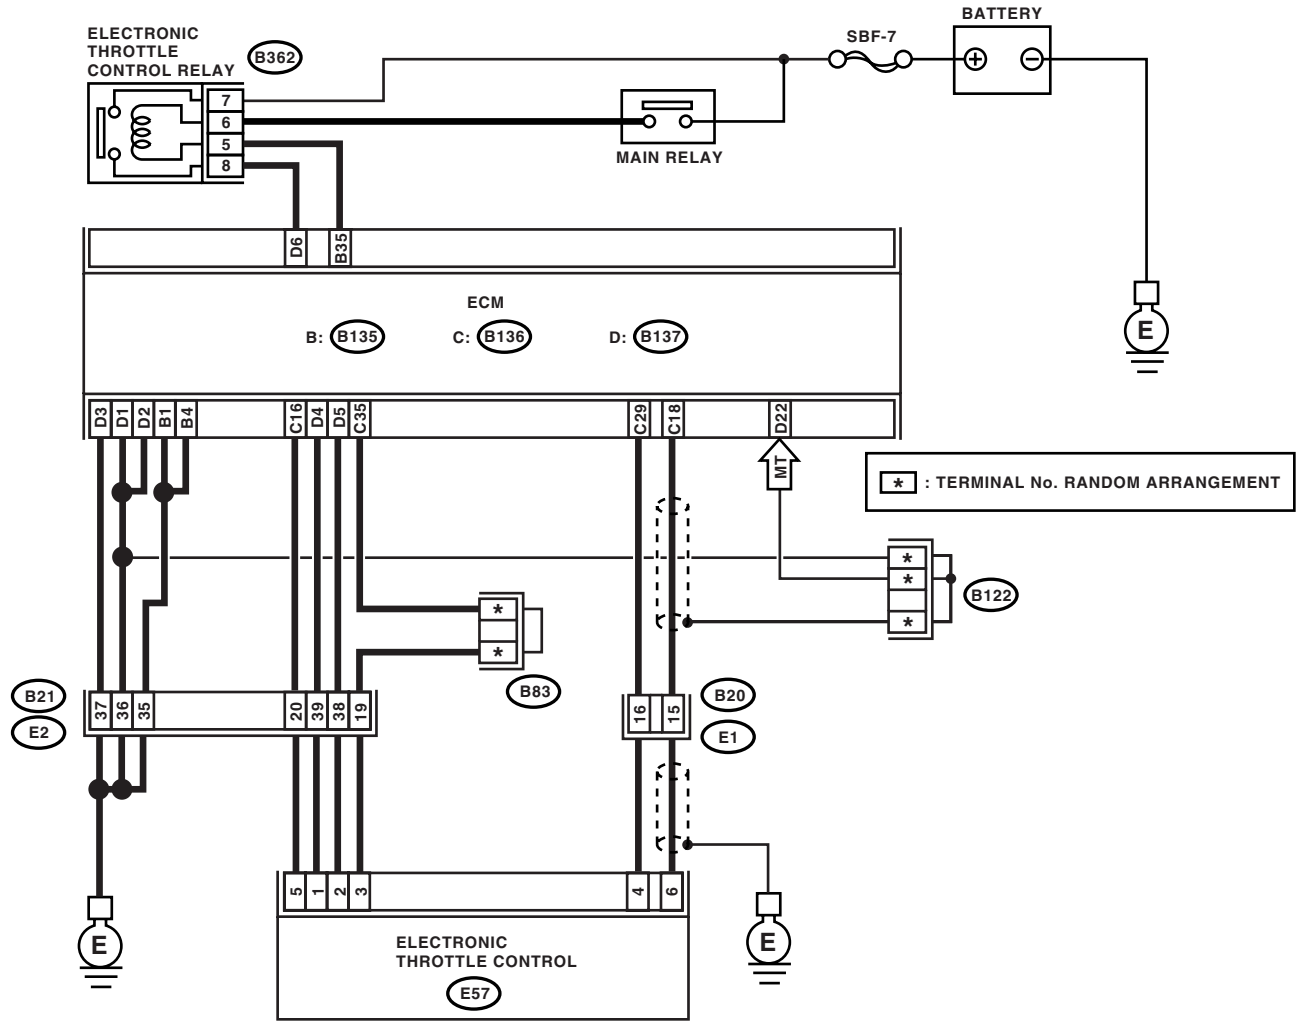 BATTERY
ELECTRONIC
THROTTLE
CONTROL RELAY
B362
SBF-7
+
−
7
6
5
8
MAIN RELAY
D6
B35
ECM
B: B135
C: B136
D: B137
E
D3
D1
D2
B1
B4
C16
D4
D5
C35
C29
C18
D22
MT
* : TERMINAL No. RANDOM ARRANGEMENT
*
*
*
B122
*
*
B83
B21
E2
37
36
35
20
39
38
19
16
15
B20
E1
5
1
2
3
4
6
E
ELECTRONIC
THROTTLE CONTROL
E57
E